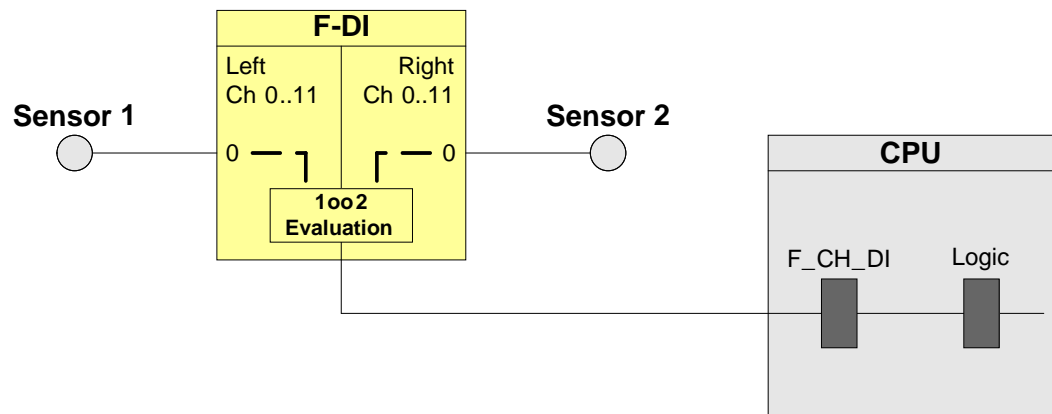 F-DI
Left
Ch 0..11
Right
Ch 0..11
Sensor 1
Sensor 2
0
0
1oo2
Evaluation
CPU
F_CH_DI
Logic